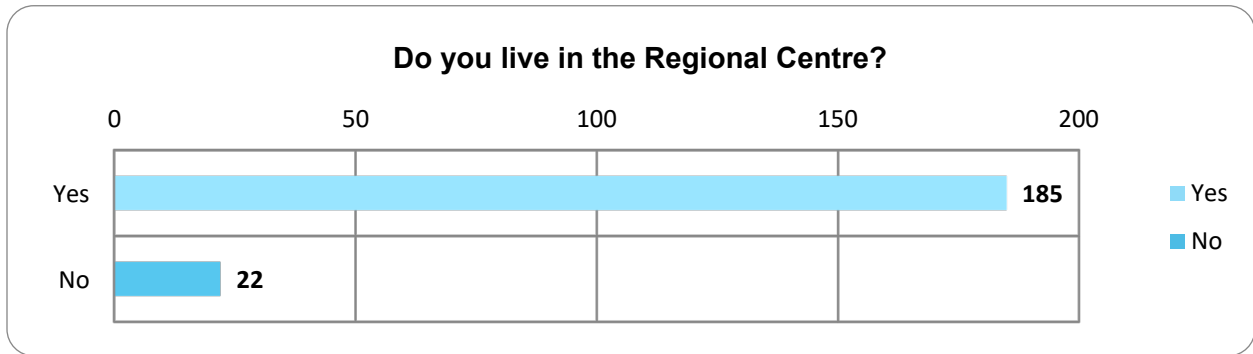 Do you live in the Regional Centre?
0 50 100 150 200
Yes 185
No 22
Yes
No